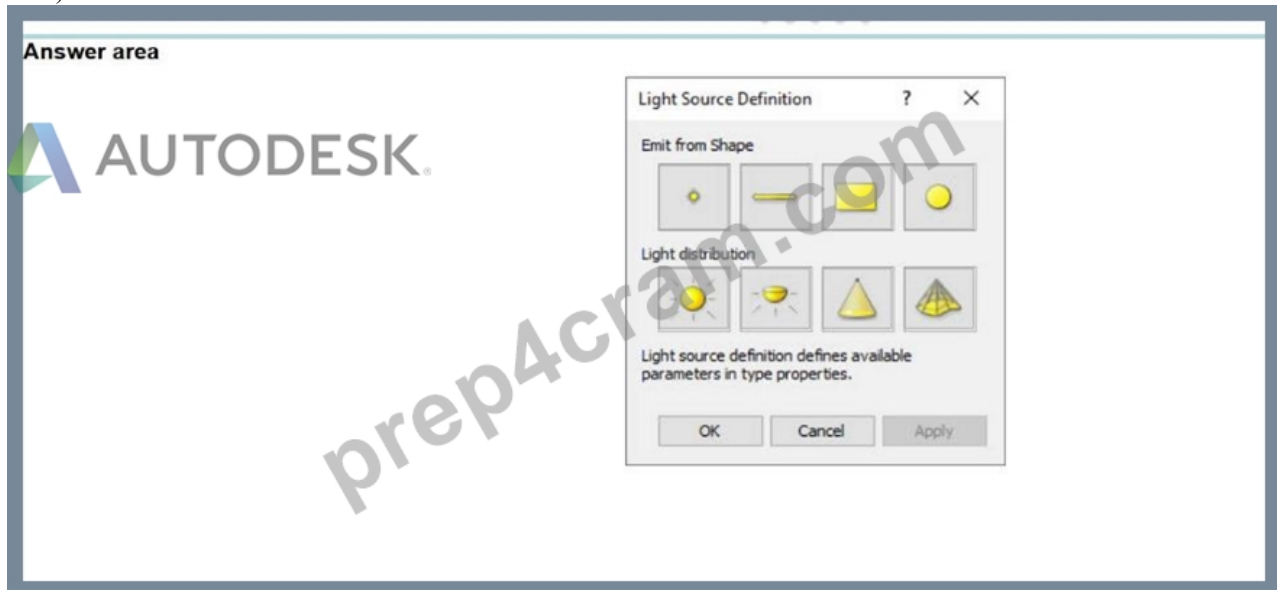 Answer area
AUTODESK.
Light Source Definition ? X
Emit from Shape
Light distribution
Light source definition defines available
parameters in type properties.
OK Cancel Apply
prep4cram.com